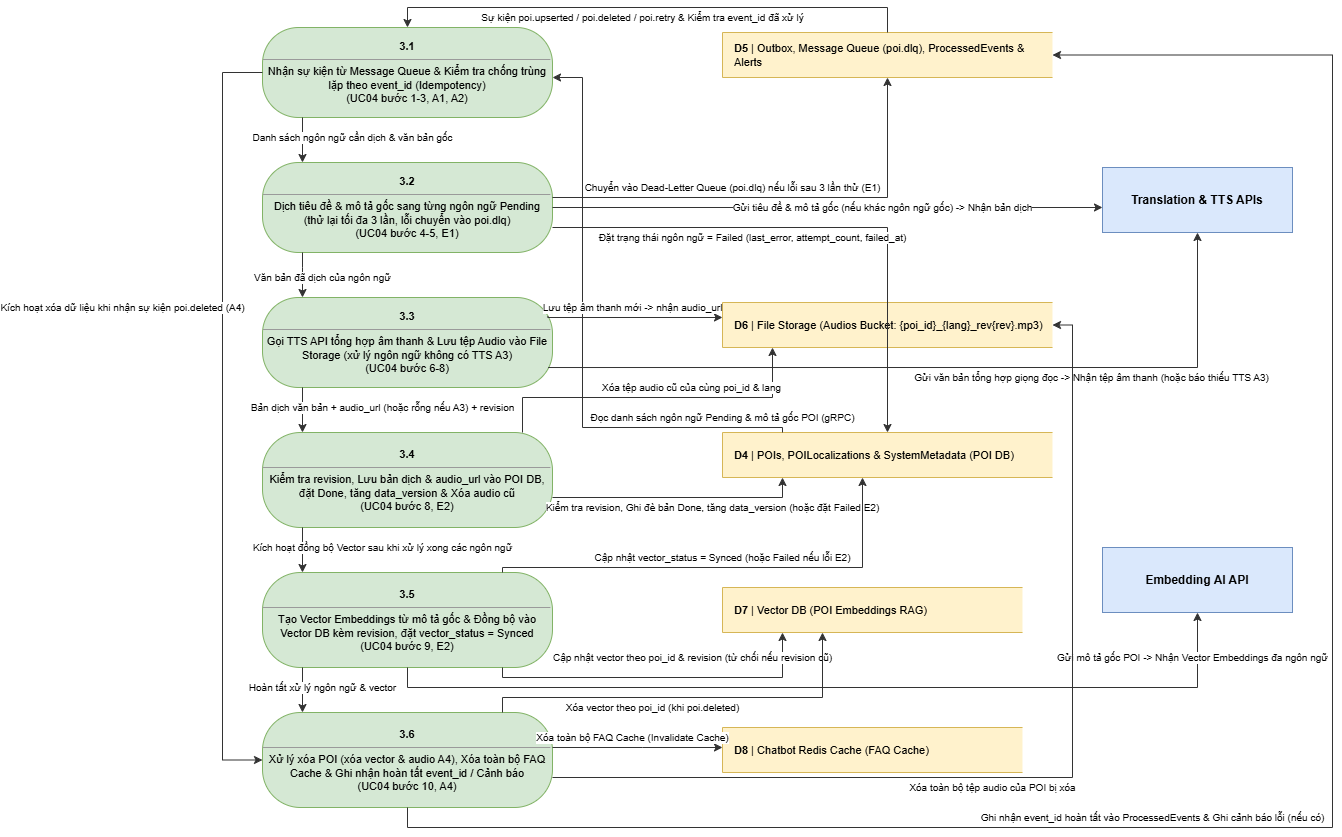 Sự kiện poi.upserted / poi.deleted / poi.retry & Kiểm tra event_id đã xử lý
3.1
Nhận sự kiện từ Message Queue & Kiểm tra chống trùng
lặp theo event_id (Idempotency)
(UC04 bước 1-3, A1, A2)
D5 | Outbox, Message Queue (poi.dlq), ProcessedEvents &
Alerts
Danh sách ngôn ngữ cần dịch & văn bản gốc
3.2
Dịch tiêu đề & mô tả gốc sang từng ngôn ngữ Pending
(thử lại tối đa 3 lần, lỗi chuyển vào poi.dlq)
(UC04 bước 4-5, E1)
Chuyển vào Dead-Letter Queue (poi.dlq) nếu lỗi sau 3 lần thử (E1)
Gửi tiêu đề & mô tả gốc (nếu khác ngôn ngữ gốc) -> Nhận bản dịch
Translation & TTS APIs
Đặt trạng thái ngôn ngữ = Failed (last_error, attempt_count, failed_at)
Văn bản đã dịch của ngôn ngữ
Kích hoạt xóa dữ liệu khi nhận sự kiện poi.deleted (A4)
3.3
Gọi TTS API tổng hợp âm thanh & Lưu tệp Audio vào File
Storage (xử lý ngôn ngữ không có TTS A3)
(UC04 bước 6-8)
Lưu tệp âm thanh mới -> nhận audio_url
D6 | File Storage (Audios Bucket: {poi_id}_{lang}_rev{rev}.mp3)
Gửi văn bản tổng hợp giọng đọc -> Nhận tệp âm thanh (hoặc báo thiếu TTS A3)
Xóa tệp audio cũ của cùng poi_id & lang
Bản dịch văn bản + audio_url (hoặc rỗng nếu A3) + revision
Đọc danh sách ngôn ngữ Pending & mô tả gốc POI (gRPC)
3.4
Kiểm tra revision, Lưu bản dịch & audio_url vào POI DB,
đặt Done, tăng data_version & Xóa audio cũ
(UC04 bước 8, E2)
D4 | POIs, POILocalizations & SystemMetadata (POI DB)
Kiểm tra revision, Ghi đè bản Done, tăng data_version (hoặc đặt Failed E2)
Kích hoạt đồng bộ Vector sau khi xử lý xong các ngôn ngữ
Cập nhật vector_status = Synced (hoặc Failed nếu lỗi E2)
3.5
Tạo Vector Embeddings từ mô tả gốc & Đồng bộ vào
Vector DB kèm revision, đặt vector_status = Synced
(UC04 bước 9, E2)
Embedding AI API
D7 | Vector DB (POI Embeddings RAG)
Cập nhật vector theo poi_id & revision (từ chối nếu revision cũ)
Gửi mô tả gốc POI -> Nhận Vector Embeddings đa ngôn ngữ
Hoàn tất xử lý ngôn ngữ & vector
Xóa vector theo poi_id (khi poi.deleted)
3.6
Xử lý xóa POI (xóa vector & audio A4), Xóa toàn bộ FAQ
Cache & Ghi nhận hoàn tất event_id / Cảnh báo
(UC04 bước 10, A4)
Xóa toàn bộ FAQ Cache (Invalidate Cache)
D8 | Chatbot Redis Cache (FAQ Cache)
Xóa toàn bộ tệp audio của POI bị xóa
Ghi nhận event_id hoàn tất vào ProcessedEvents & Ghi cảnh báo lỗi (nếu có)